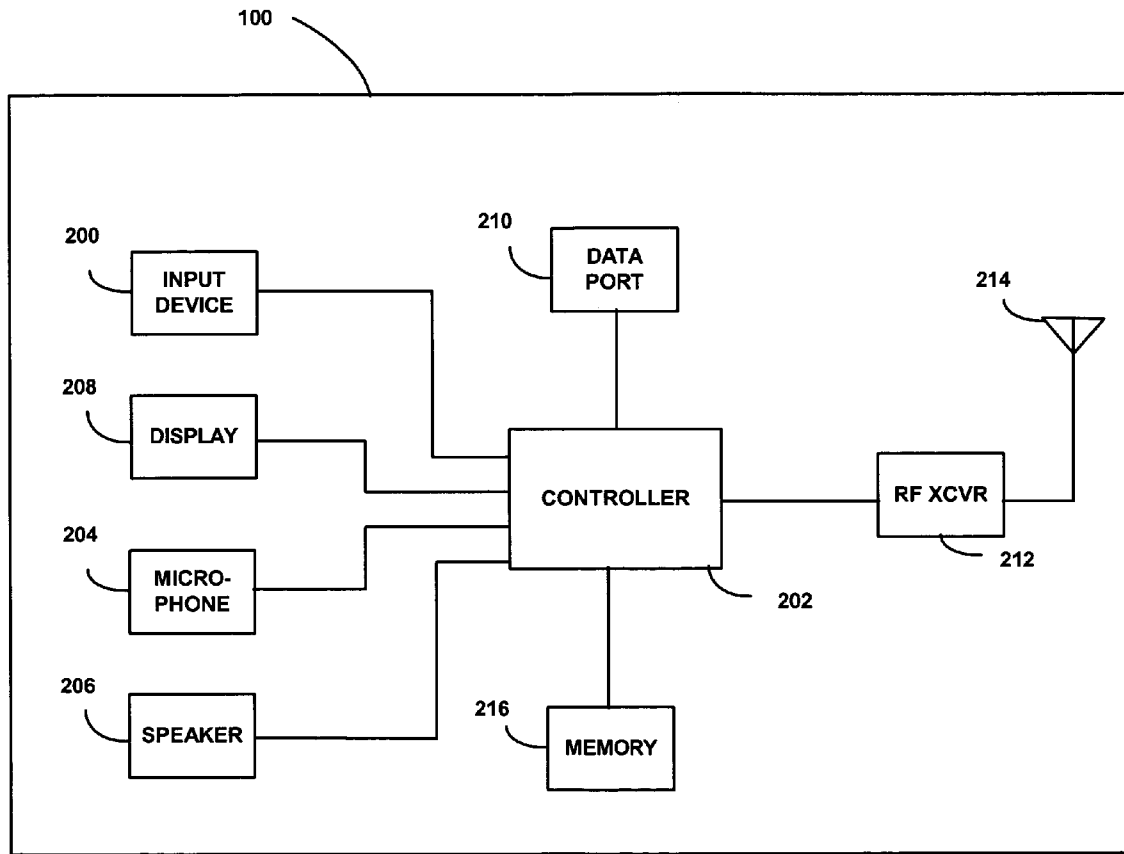 100
200
INPUT
DEVICE
210
DATA
PORT
214
208
DISPLAY
CONTROLLER
RF XCVR
212
204
MICRO-
PHONE
202
206
SPEAKER
216
MEMORY